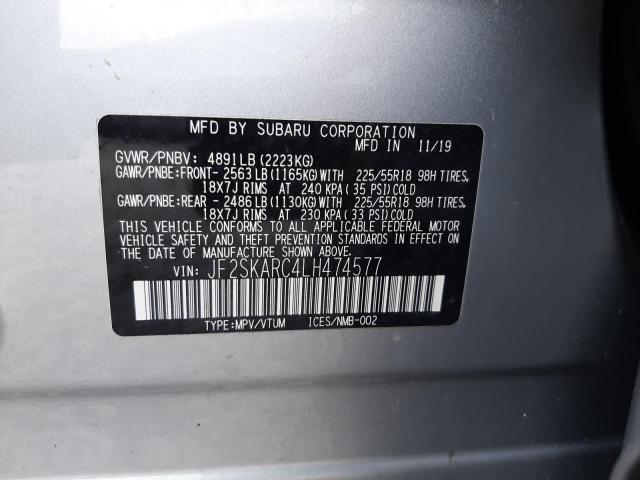 MFD BY SUBARU CORPORATION
MFD IN 11/19
GVWR/PNBV: 4891LB(2223KG)
GAWR/PNBE:FRONT- 2563LB(1165KG)WITH 225/55R18 98H TIRES,
18X7J RIMS AT 240 KPA( 35 PSI)COLD
GAWR/PNBE:REAR - 2486LB(1130KG)WITH 225/55R18 98H TIRES,
18X7J RIMS AT 230 KPA( 33 PSI)COLD
THIS VEHICLE CONFORMS TO ALL APPLICABLE FEDERAL MOTOR
VEHICLE SAFETY AND THEFT PREVENTION STANDARDS IN EFFECT ON
THE DATE OF MANUFACTURE SHOWN ABOVE.
VIN: JF2SKARC4LH474577
TYPE:MPV/VTUM ICES/NMB-002